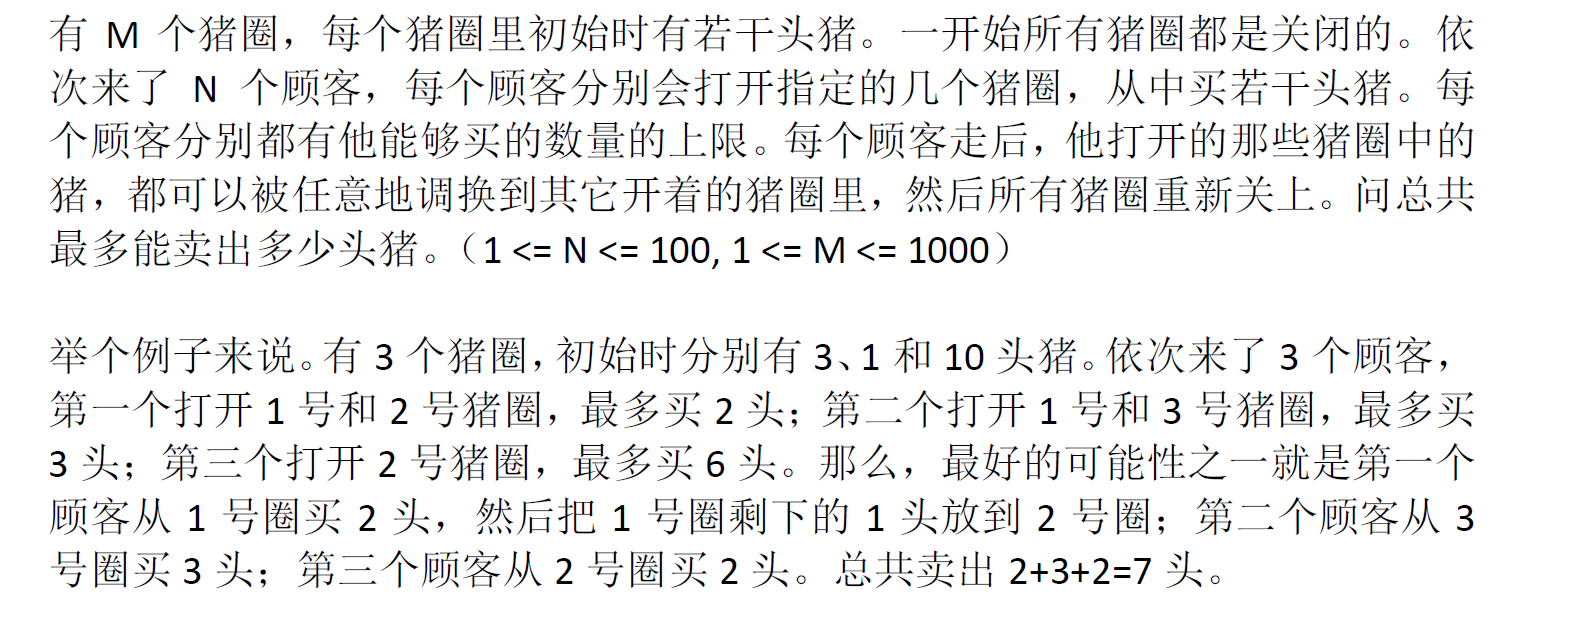 有 M 个猪圈，每个猪圈里初始时有若干头猪。一开始所有猪圈都是关闭的。依
次来了 N 个顾客，每个顾客分别会打开指定的几个猪圈，从中买若干头猪。每
个顾客分别都有他能够买的数量的上限。每个顾客走后，他打开的那些猪圈中的
猪，都可以被任意地调换到其它开着的猪圈里，然后所有猪圈重新关上。问总共
最多能卖出多少头猪。（1 <= N <= 100, 1 <= M <= 1000）
举个例子来说。有 3 个猪圈，初始时分别有 3、1 和 10 头猪。依次来了 3 个顾客，
第一个打开 1 号和 2 号猪圈，最多买 2 头；第二个打开 1 号和 3 号猪圈，最多买
3 头；第三个打开 2 号猪圈，最多买 6 头。那么，最好的可能性之一就是第一个
顾客从 1 号圈买 2 头，然后把 1 号圈剩下的 1 头放到 2 号圈；第二个顾客从 3
号圈买 3 头；第三个顾客从 2 号圈买 2 头。总共卖出 2+3+2=7 头。